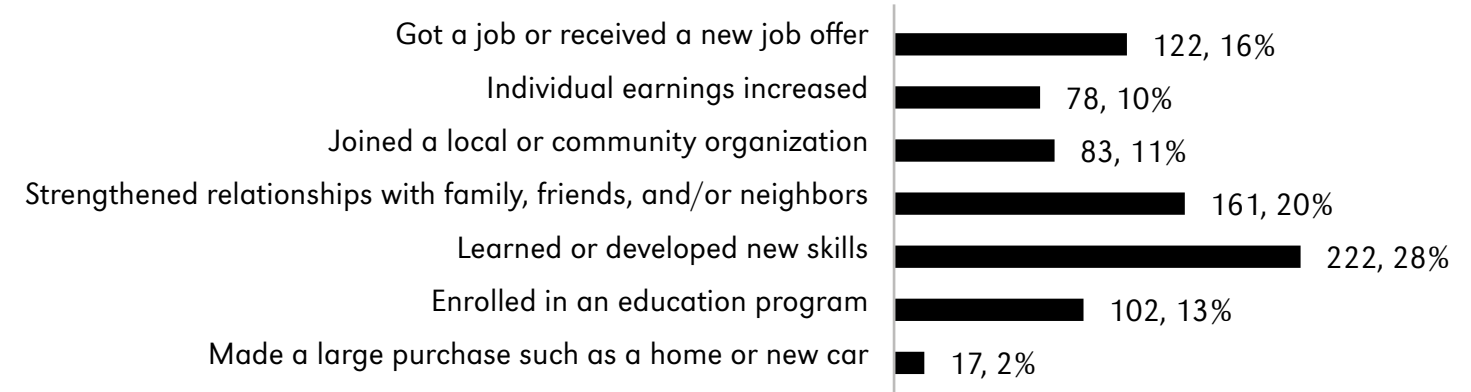 Got a job or received a new job offer 122, 16%
Individual earnings increased 78, 10%
Joined a local or community organization 83, 11%
Strengthened relationships with family, friends, and/or neighbors 161, 20%
Learned or developed new skills 222, 28%
Enrolled in an education program 102, 13%
Made a large purchase such as a home or new car 17, 2%